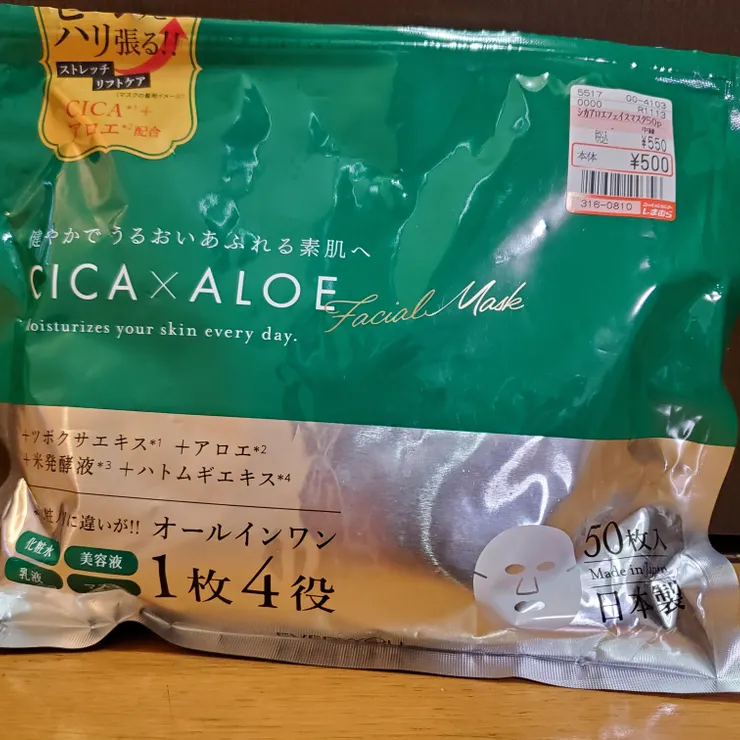 ハリ張る!!
ストレッチ
リフトケア
CICA*1+
アロエ*2配合
5517 00-4103
0000 R1113
シカアロエフェイスマスク50p
税込 ¥550
本体 ¥500
316-0810 しまむら
健やかでうるおいあふれる素肌へ
CICA×ALOE
Facial Mask
Moisturizes your skin every day.
+ツボクサエキス*1 +アロエ*2
+米発酵液*3 +ハトムギエキス*4
に違いが!! オールインワン
化粧水 美容液
乳液
1枚4役
50枚入
Made in Japan
日本製